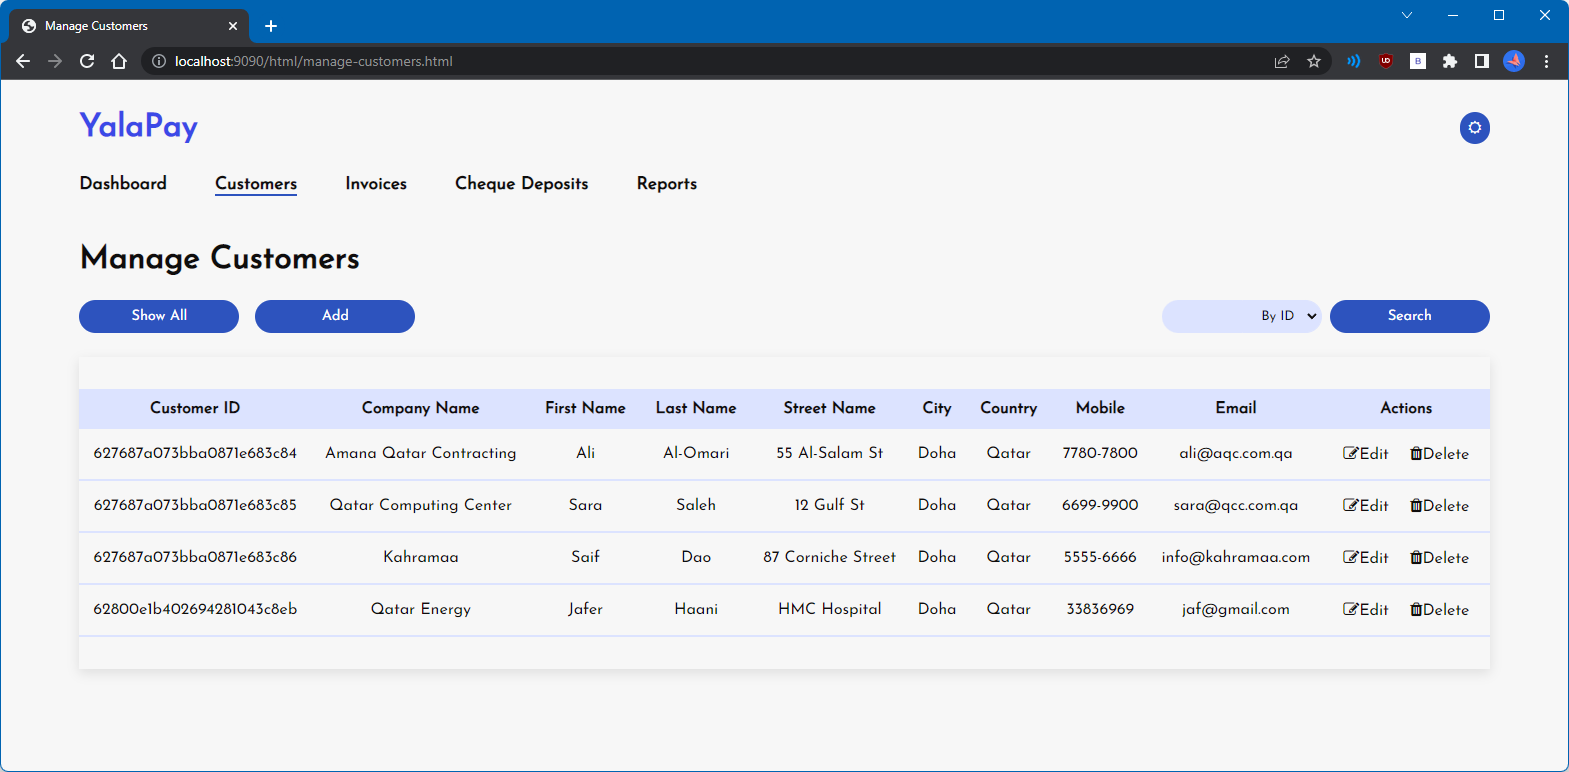 Manage Customers
localhost:9090/html/manage-customers.html
YalaPay
Dashboard Customers Invoices Cheque Deposits Reports
Manage Customers
Show All Add By ID Search
Customer ID Company Name First Name Last Name Street Name City Country Mobile Email Actions
627687a073bba0871e683c84 Amana Qatar Contracting Ali Al-Omari 55 Al-Salam St Doha Qatar 7780-7800 ali@aqc.com.qa Edit Delete
627687a073bba0871e683c85 Qatar Computing Center Sara Saleh 12 Gulf St Doha Qatar 6699-9900 sara@qcc.com.qa Edit Delete
627687a073bba0871e683c86 Kahramaa Saif Dao 87 Corniche Street Doha Qatar 5555-6666 info@kahramaa.com Edit Delete
62800e1b402694281043c8eb Qatar Energy Jafer Haani HMC Hospital Doha Qatar 33836969 jaf@gmail.com Edit Delete